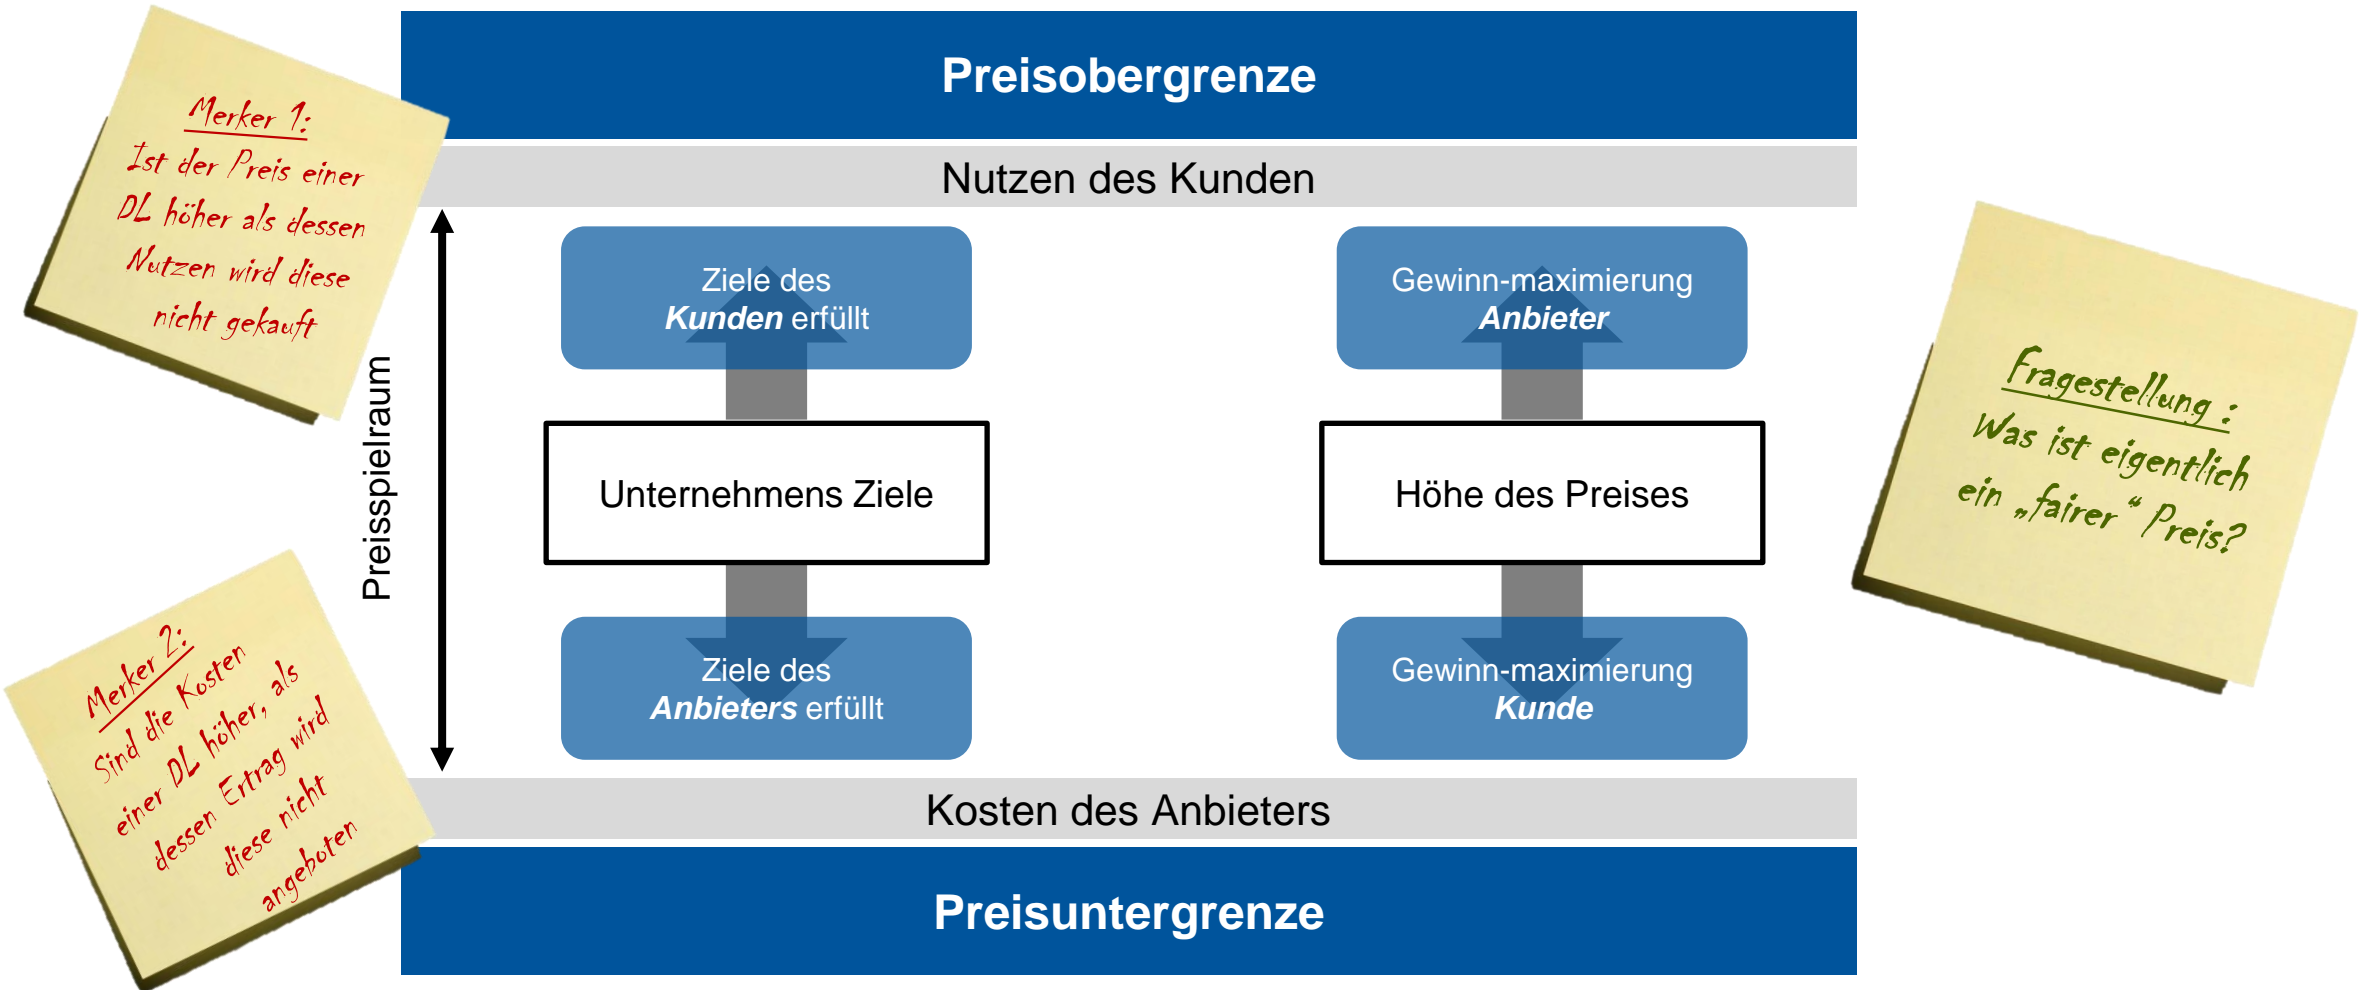 Preisobergrenze
Nutzen des Kunden
Merker 1:
Ist der Preis einer
DL höher als dessen
Nutzen wird diese
nicht gekauft
Preisspielraum
Ziele des
Kunden erfüllt
Gewinn-maximierung
Anbieter
Unternehmens Ziele
Höhe des Preises
Fragestellung :
Was ist eigentlich
ein „fairer“ Preis?
Ziele des
Anbieters erfüllt
Gewinn-maximierung
Kunde
Merker 2:
Sind die Kosten
einer DL höher, als
dessen Ertrag wird
diese nicht
angeboten
Kosten des Anbieters
Preisuntergrenze